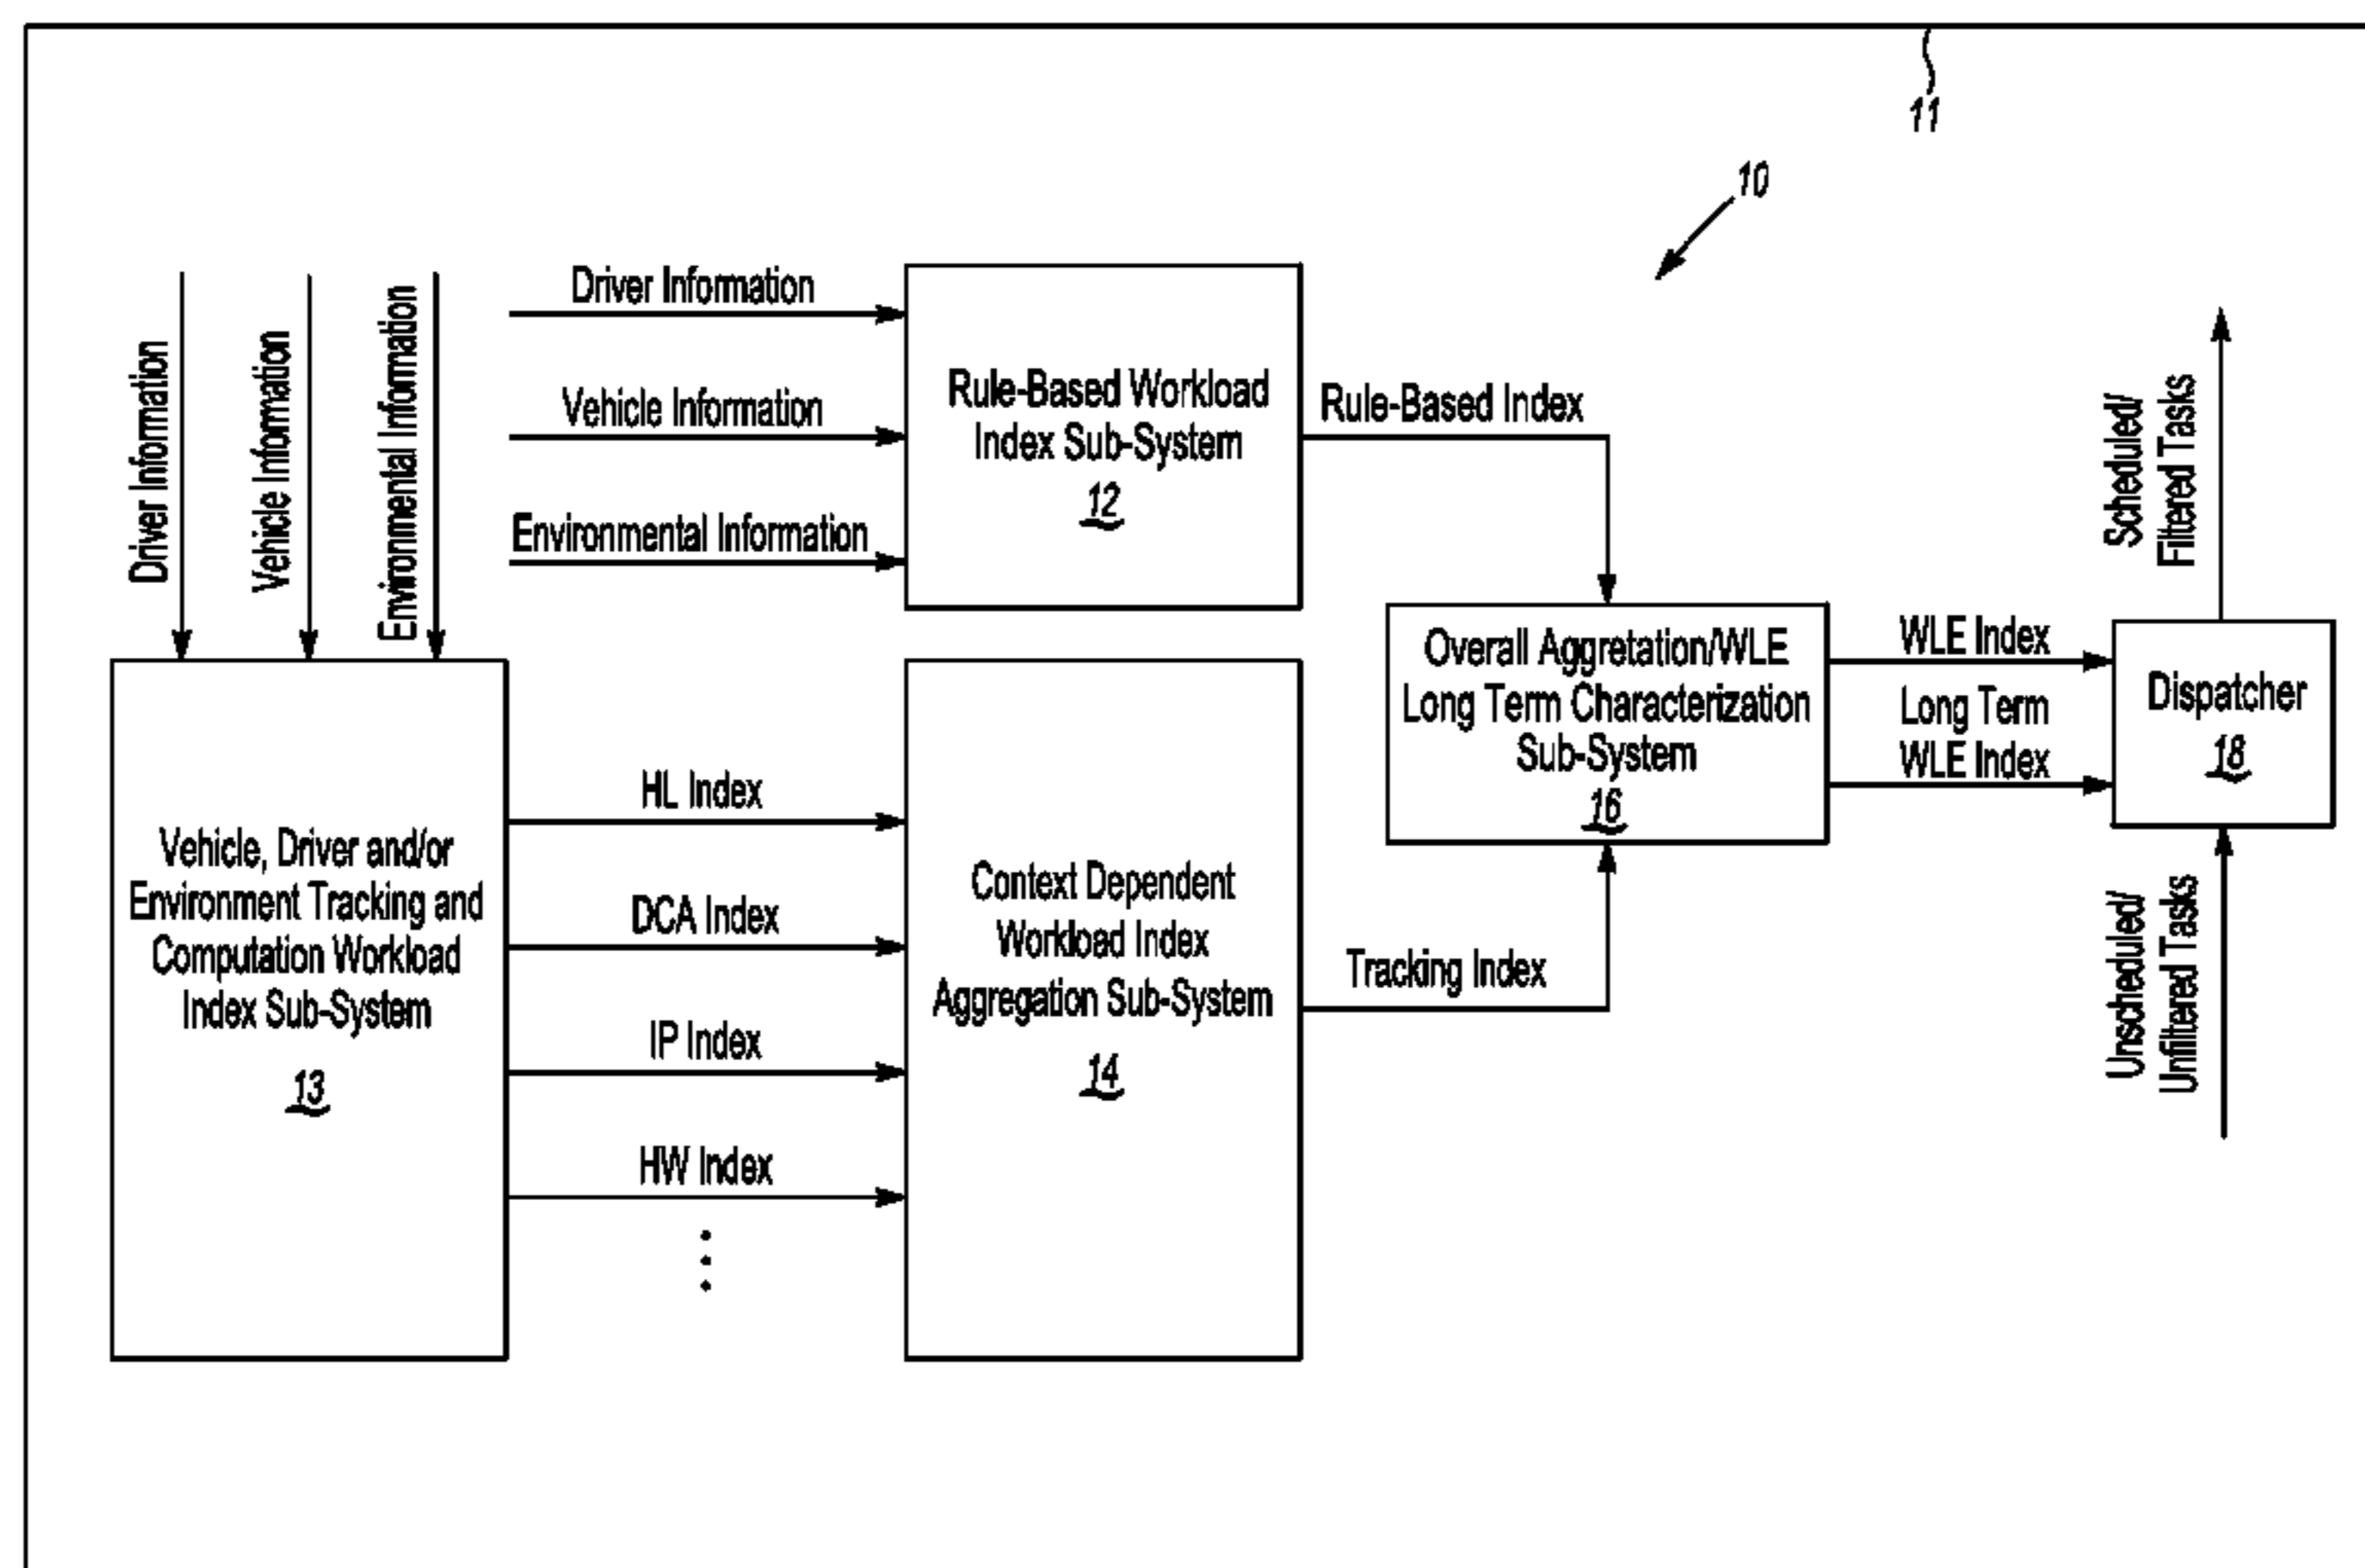 11
10
Driver Information
Vehicle Information
Environmental Information
Driver Information
Vehicle Information
Environmental Information
Rule-Based Workload
Index Sub-System
12
Rule-Based Index
Vehicle, Driver and/or
Environment Tracking and
Computation Workload
Index Sub-System
13
HL Index
DCA Index
IP Index
HW Index
Context Dependent
Workload Index
Aggregation Sub-System
14
Tracking Index
Overall Aggretation/WLE
Long Term Characterization
Sub-System
16
WLE Index
Long Term
WLE Index
Dispatcher
18
Scheduled/
Filtered Tasks
Unscheduled/
Unfiltered Tasks